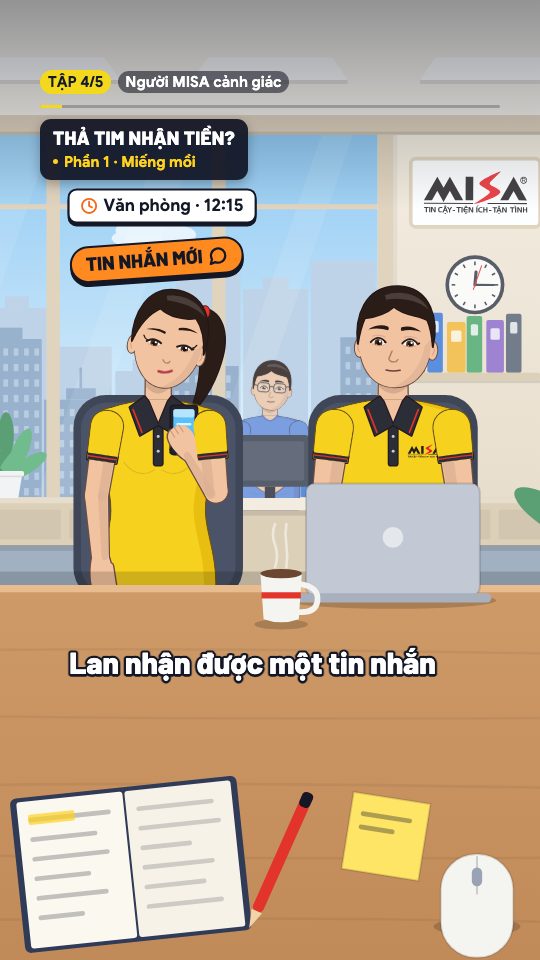 TẬP 4/5
Người MISA cảnh giác
THẢ TIM NHẬN TIỀN?
• Phần 1 · Miếng mồi
Văn phòng · 12:15
TIN NHẮN MỚI
MISA®
TIN CẬY - TIỆN ÍCH - TẬN TÌNH
MISA
Lan nhận được một tin nhắn